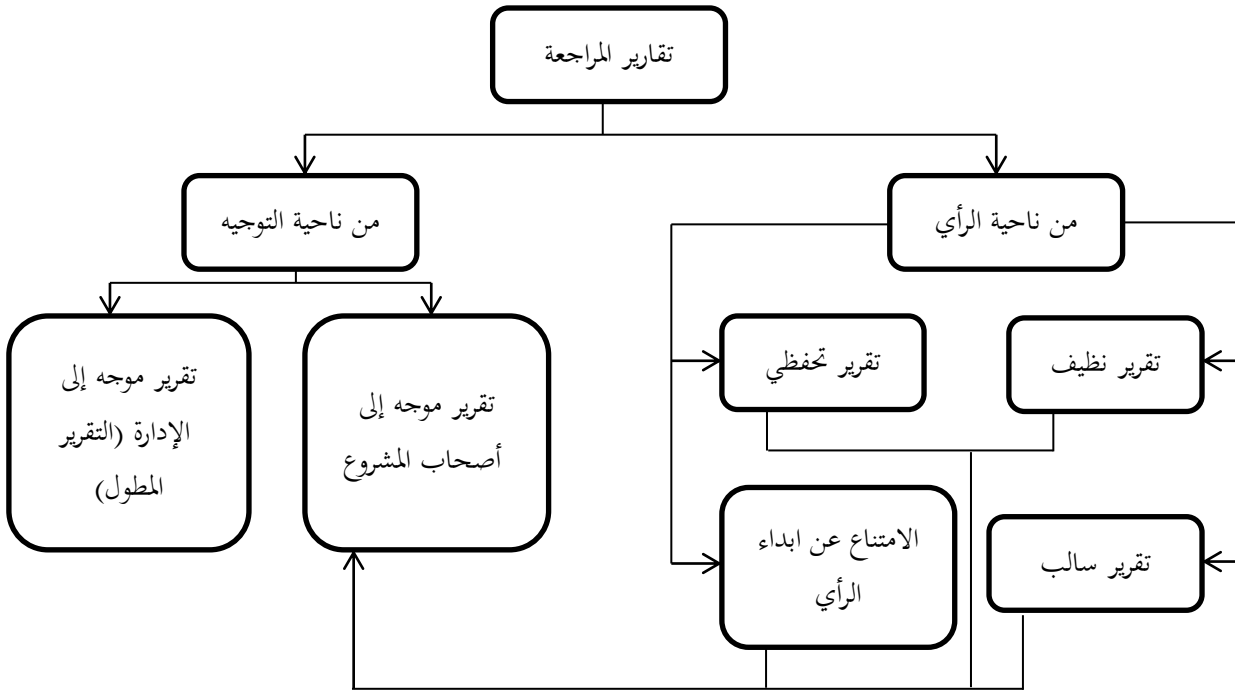 تقارير المراجعة
من ناحية الرأي
من ناحية التوجيه
تقرير نظيف
تقرير تحفظي
تقرير موجه إلى
أصحاب المشروع
تقرير موجه إلى
الإدارة (التقرير
المطول)
تقرير سالب
الامتناع عن ابداء
الرأي